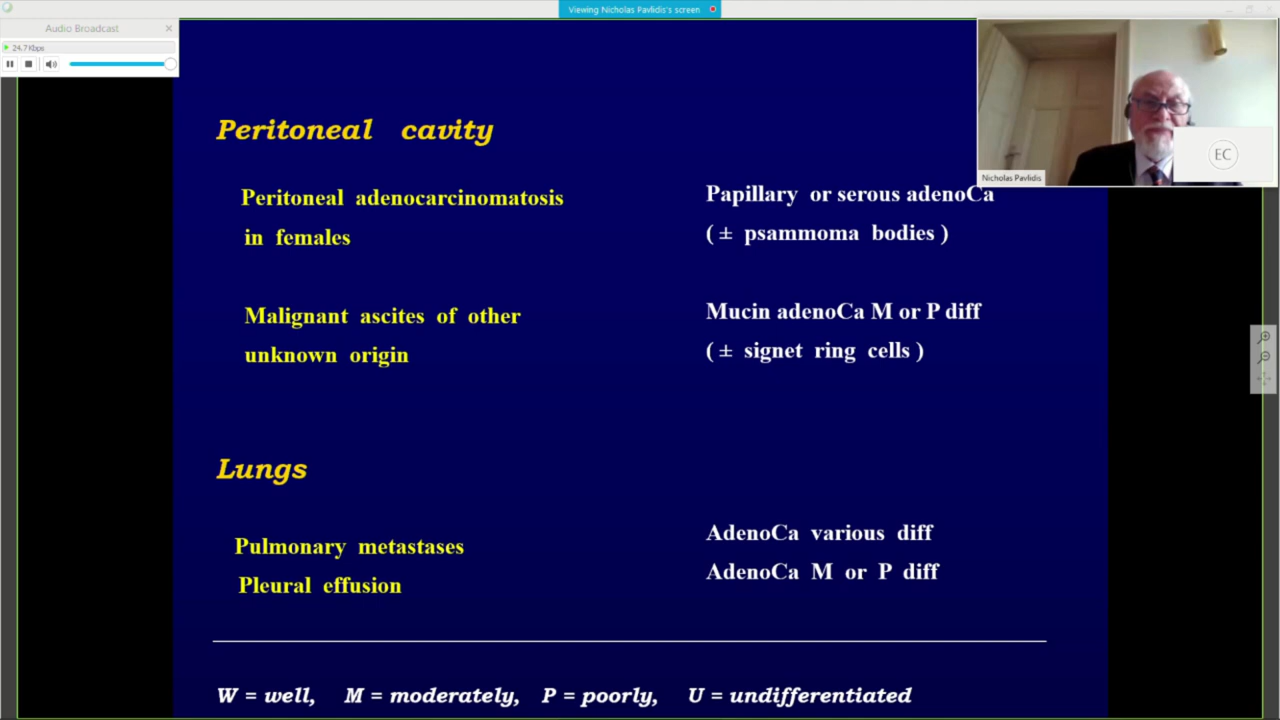 Viewing Nicholas Pavlidis's screen
Audio Broadcast
24.7Kbps
Nicholas Pavlidis
EC
Peritoneal cavity
Peritoneal adenocarcinomatosis
in females
Papillary or serous adenoCa
( ± psammoma bodies )
Malignant ascites of other
unknown origin
Mucin adenoCa M or P diff
( ± signet ring cells )
Lungs
Pulmonary metastases
Pleural effusion
AdenoCa various diff
AdenoCa M or P diff
W = well, M = moderately, P = poorly, U = undifferentiated